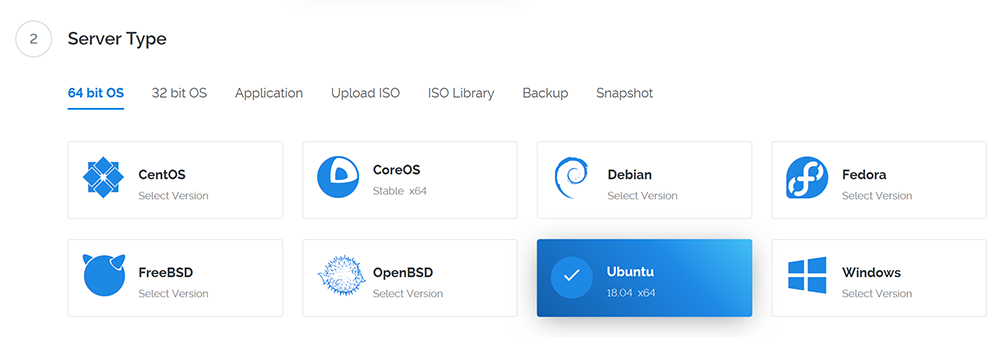 2 Server Type
64 bit OS 32 bit OS Application Upload ISO ISO Library Backup Snapshot
CentOS
Select Version
CoreOS
Stable x64
Debian
Select Version
Fedora
Select Version
FreeBSD
Select Version
OpenBSD
Select Version
Ubuntu
18.04 x64
Windows
Select Version